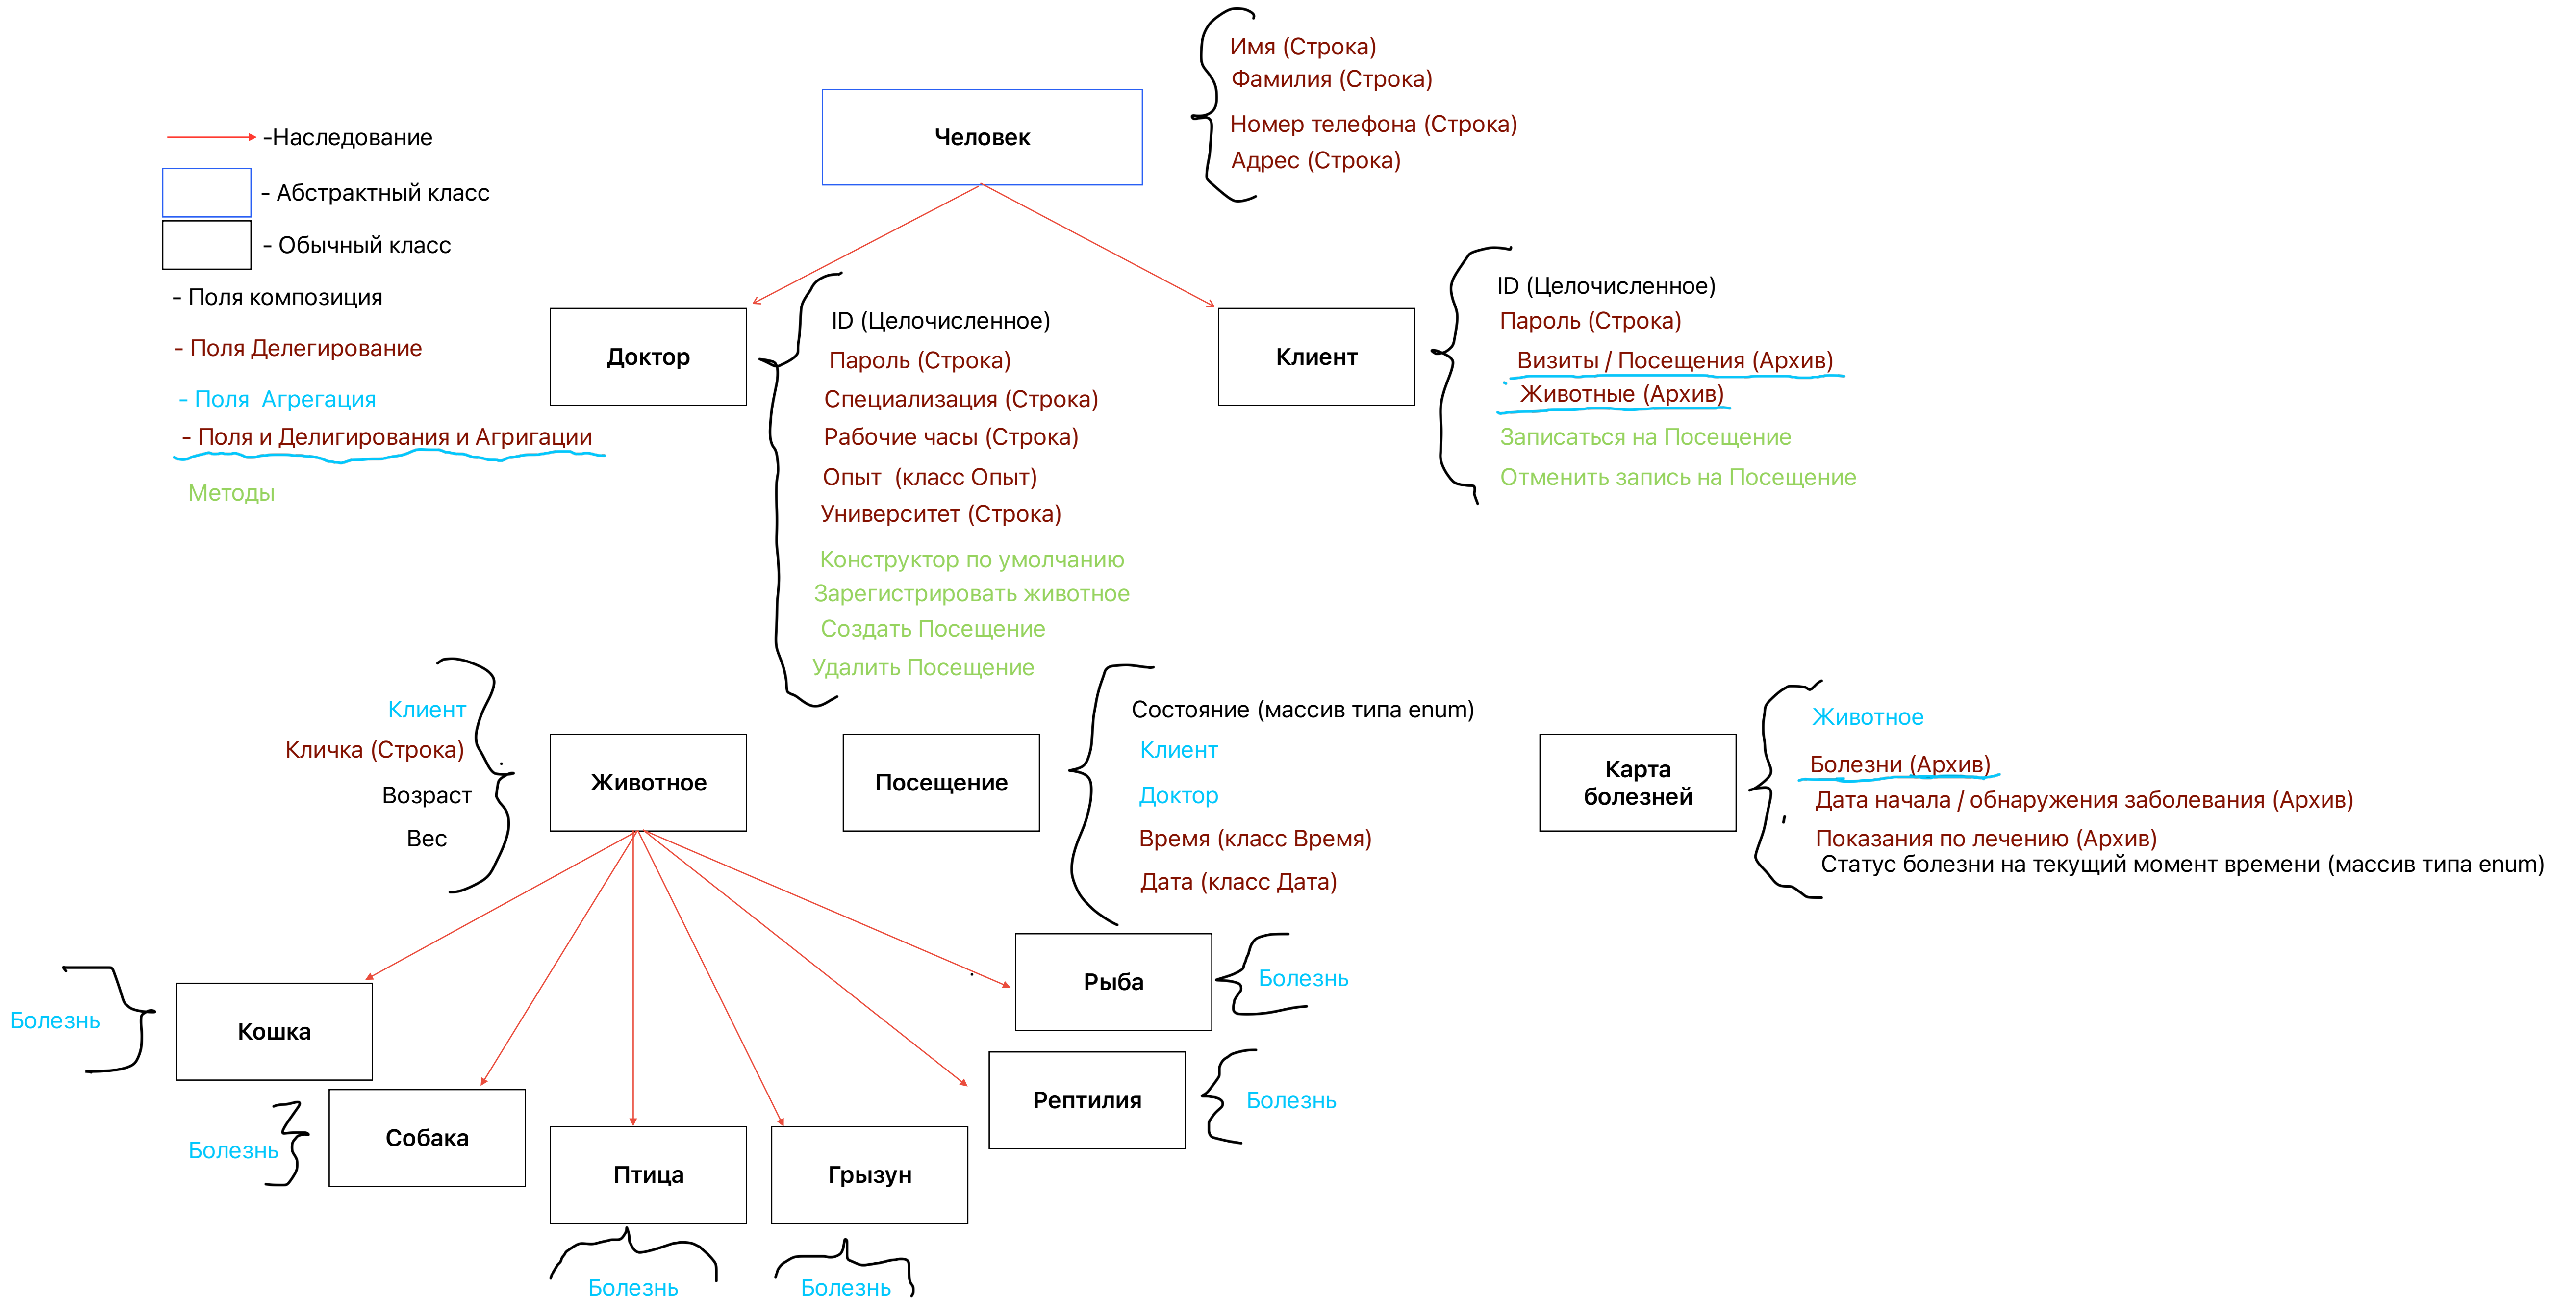 -Наследование
- Абстрактный класс
- Обычный класс
- Поля композиция
- Поля Делегирование
- Поля  Агрегация
- Поля и Делигирования и Агригации
Методы
Человек
Имя (Строка)
Фамилия (Строка)
Номер телефона (Строка)
Адрес (Строка)
Доктор
ID (Целочисленное)
Пароль (Строка)
Специализация (Строка)
Рабочие часы (Строка)
Опыт  (класс Опыт)
Университет (Строка)
Конструктор по умолчанию
Зарегистрировать животное
Создать Посещение
Удалить Посещение
Клиент
ID (Целочисленное)
Пароль (Строка)
Визиты / Посещения (Архив)
Животные (Архив)
Записаться на Посещение
Отменить запись на Посещение
Клиент
Кличка (Строка)
Возраст
Вес
Животное
Посещение
Состояние (массив типа enum)
Клиент
Доктор
Время (класс Время)
Дата (класс Дата)
Карта
болезней
Животное
Болезни (Архив)
Дата начала / обнаружения заболевания (Архив)
Показания по лечению (Архив)
Статус болезни на текущий момент времени (массив типа enum)
Болезнь
Кошка
Болезнь
Собака
Птица
Болезнь
Грызун
Болезнь
Рептилия
Болезнь
Рыба
Болезнь